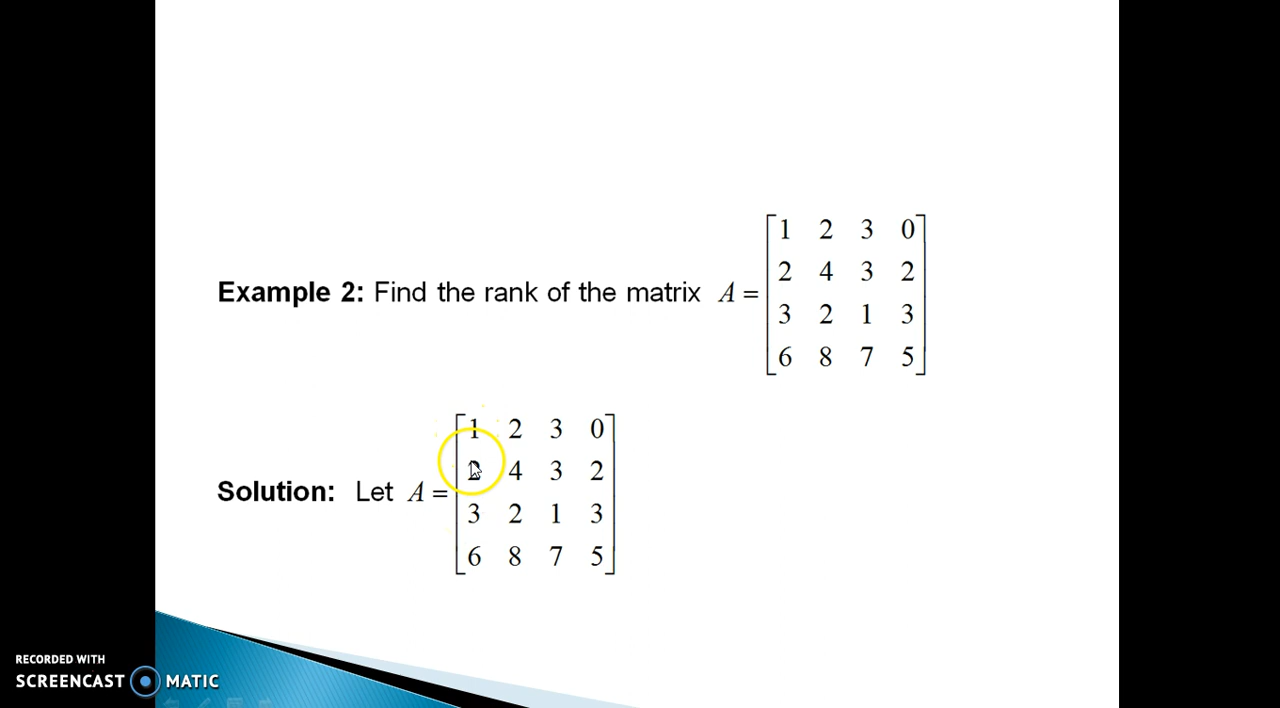 Example 2: Find the rank of the matrix A =
1 2 3 0
2 4 3 2
3 2 1 3
6 8 7 5
Solution: Let A =
1 2 3 0
2 4 3 2
3 2 1 3
6 8 7 5
RECORDED WITH
SCREENCAST MATIC